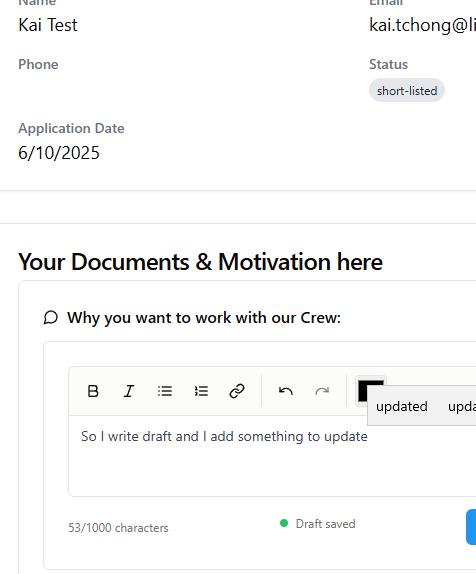 Name
Email
Kai Test
kai.tchong@li
Phone
Status
short-listed
Application Date
6/10/2025
Your Documents & Motivation here
Why you want to work with our Crew:
B I
updated upda
So I write draft and I add something to update
53/1000 characters
Draft saved